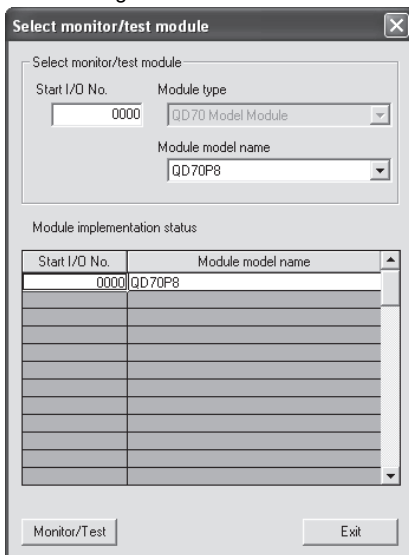 Select monitor/test module
Select monitor/test module
Start I/O No. Module type
0000 QD70 Model Module
Module model name
QD70P8
Module implementation status
Start I/O No. Module model name
0000 QD70P8
Monitor/Test Exit